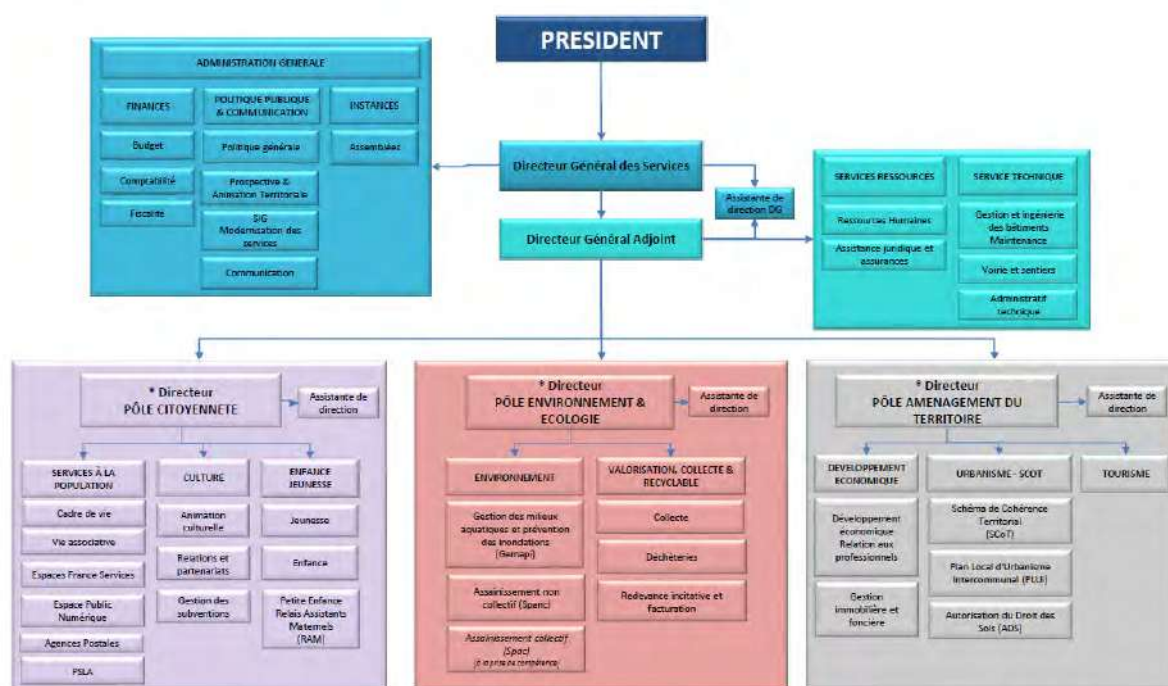 PRESIDENT
ADMINISTRATION GENERALE
FINANCES
Budget
Comptabilité
Fiscalité
POLITIQUE PUBLIQUE
& COMMUNICATION
Politique générale
Prospective &
Animation Territoriale
SIG
Modernisation des
services
Communication
INSTANCES
Assemblées
Directeur Général des Services
Assistante de
direction DG
Directeur Général Adjoint
SERVICES RESSOURCES
Ressources Humaines
Assistance juridique et
assurances
SERVICE TECHNIQUE
Gestion et ingénierie
des bâtiments
Maintenance
Voirie et sentiers
Administratif
technique
* Directeur
PÔLE CITOYENNETE
Assistante de
direction
SERVICES À LA
POPULATION
Cadre de vie
Vie associative
Espaces France Services
Espace Public
Numérique
Agences Postales
PSLA
CULTURE
Animation
culturelle
Relations et
partenariats
Gestion des
subventions
ENFANCE
JEUNESSE
Jeunesse
Enfance
Petite Enfance
Relais Assistants
Maternels
(RAM)
* Directeur
PÔLE ENVIRONNEMENT &
ECOLOGIE
Assistante de
direction
ENVIRONNEMENT
Gestion des milieux
aquatiques et prévention
des inondations
(Gemapi)
Assainissement non
collectif (Spanc)
Assainissement collectif
(Spac)
(à la prise de compétence)
VALORISATION, COLLECTE &
RECYCLABLE
Collecte
Déchèteries
Redevance incitative et
facturation
* Directeur
PÔLE AMENAGEMENT DU
TERRITOIRE
Assistante de
direction
DEVELOPPEMENT
ECONOMIQUE
Développement
économique
Relation aux
professionnels
Gestion
immobilière et
foncière
URBANISME - SCOT
Schéma de Cohérence
Territorial
(SCoT)
Plan Local d'Urbanisme
Intercommunal (PLUi)
Autorisation du Droit des
Sols (ADS)
TOURISME